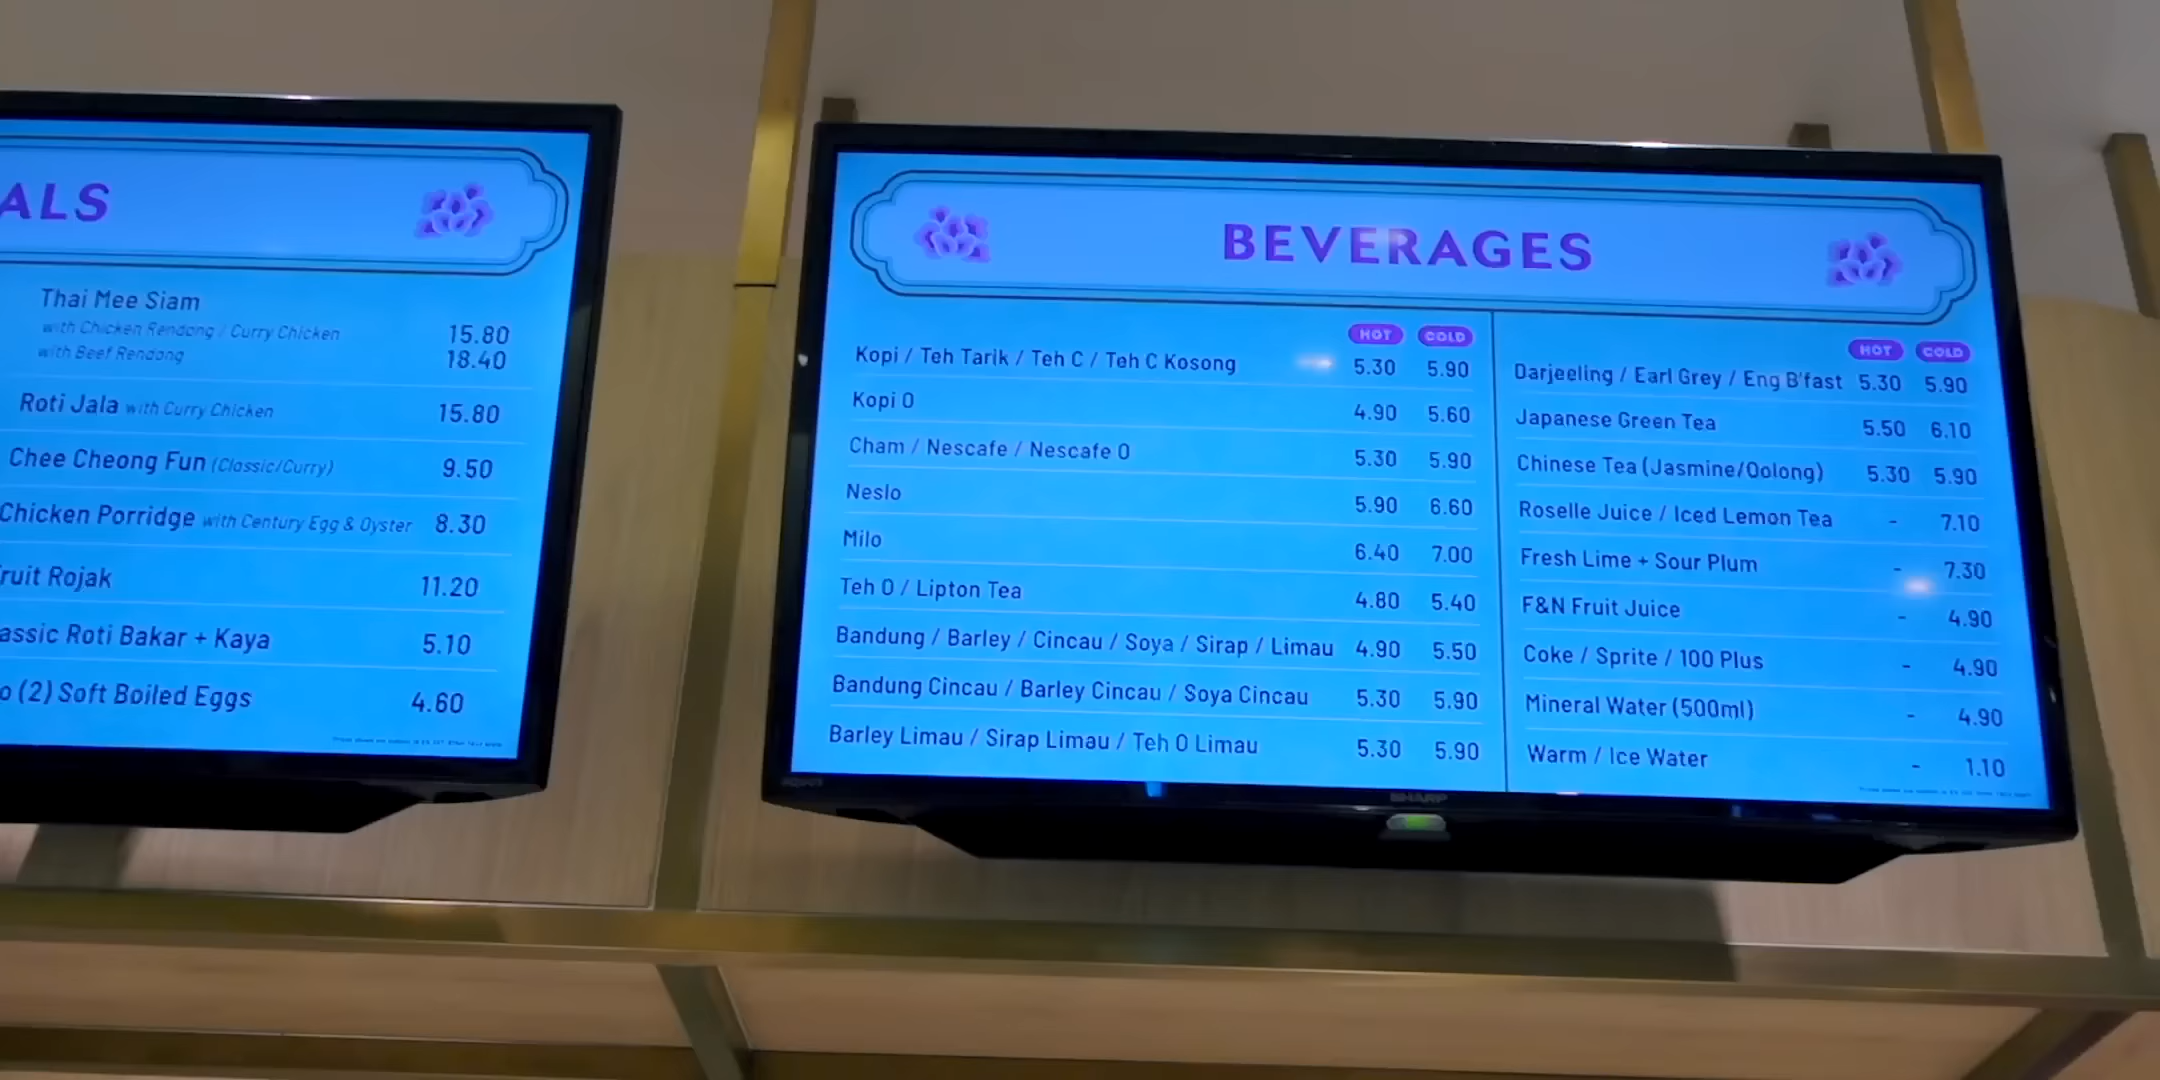 ALS
Thai Mee Siam
with Chicken Rendang / Curry Chicken 15.80
with Beef Rendang 18.40
Roti Jala with Curry Chicken 15.80
Chee Cheong Fun (Classic/Curry) 9.50
Chicken Porridge with Century Egg & Oyster 8.30
ruit Rojak 11.20
assic Roti Bakar + Kaya 5.10
o (2) Soft Boiled Eggs 4.60
BEVERAGES
HOT COLD
Kopi / Teh Tarik / Teh C / Teh C Kosong 5.30 5.90
Kopi O 4.90 5.60
Cham / Nescafe / Nescafe O 5.30 5.90
Neslo 5.90 6.60
Milo 6.40 7.00
Teh O / Lipton Tea 4.80 5.40
Bandung / Barley / Cincau / Soya / Sirap / Limau 4.90 5.50
Bandung Cincau / Barley Cincau / Soya Cincau 5.30 5.90
Barley Limau / Sirap Limau / Teh O Limau 5.30 5.90
HOT COLD
Darjeeling / Earl Grey / Eng B'fast 5.30 5.90
Japanese Green Tea 5.50 6.10
Chinese Tea (Jasmine/Oolong) 5.30 5.90
Roselle Juice / Iced Lemon Tea - 7.10
Fresh Lime + Sour Plum - 7.30
F&N Fruit Juice - 4.90
Coke / Sprite / 100 Plus - 4.90
Mineral Water (500ml) - 4.90
Warm / Ice Water - 1.10
SHARP